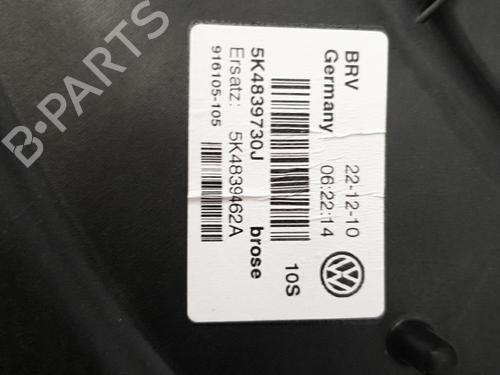 BRV 22-12-10
Germany 06:22:14
10S
5K4839730J brose
Ersatz: 5K4839462A
916105-105
B-PARTS